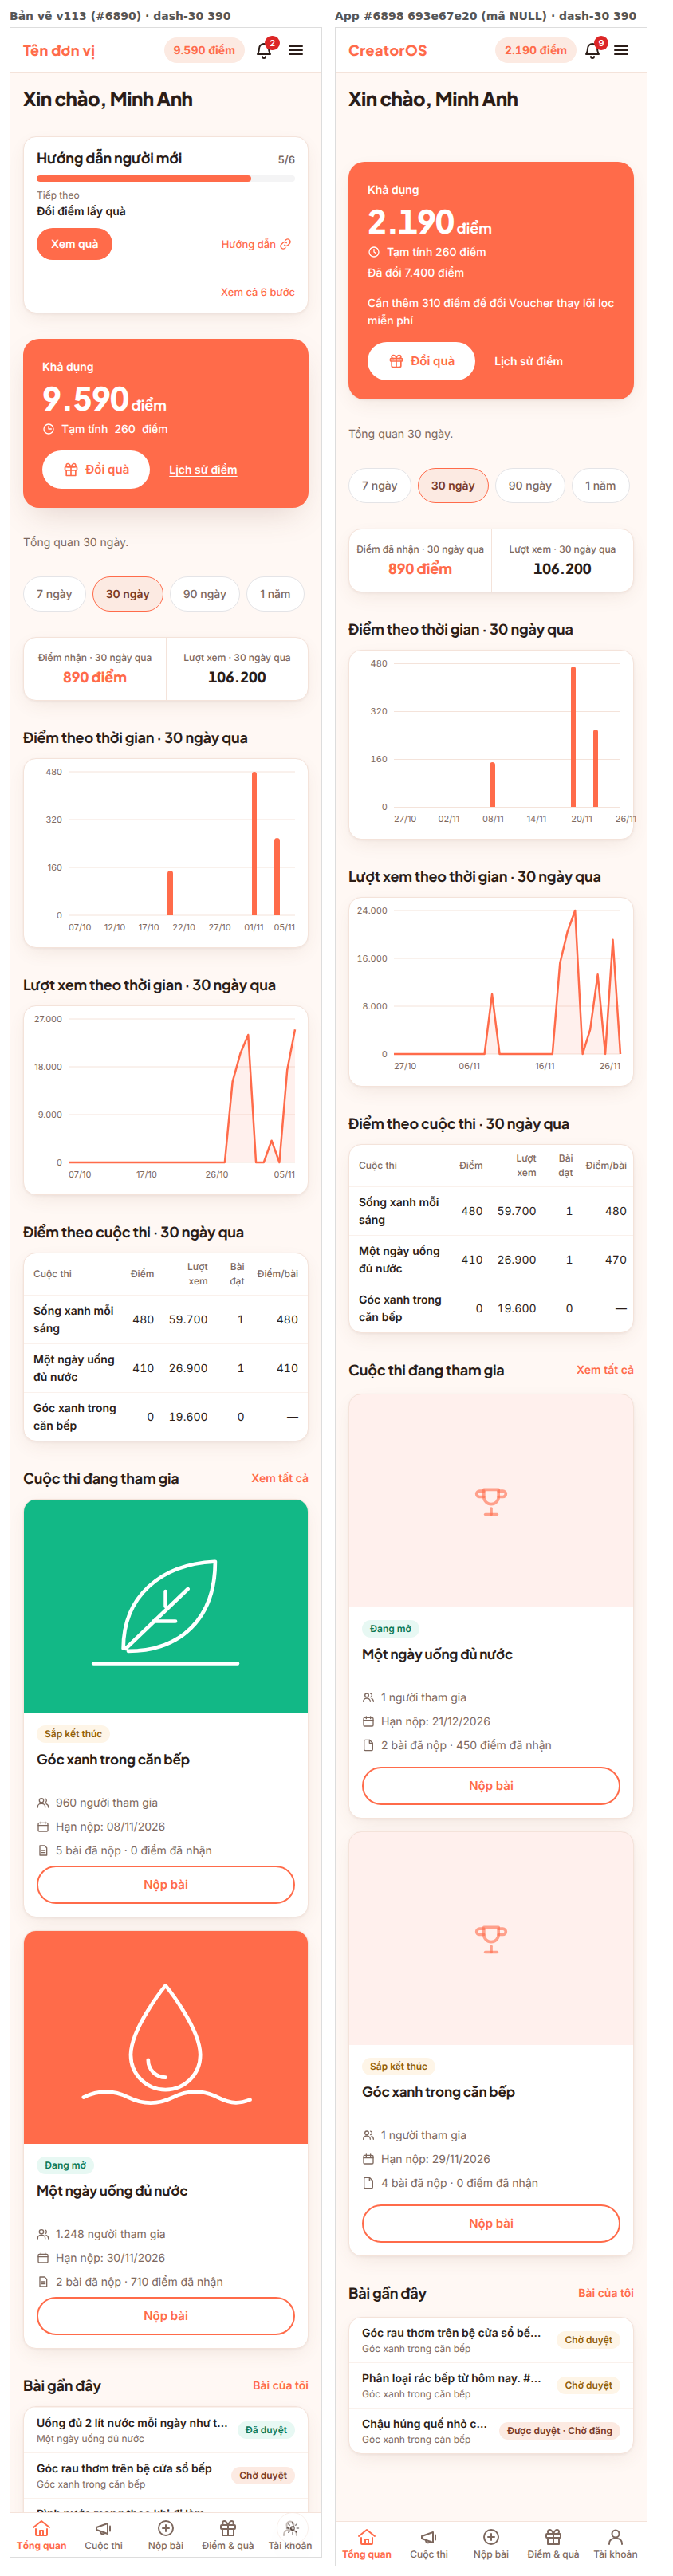 Bản vẽ v113 (#6890) · dash-30 390
Tên đơn vị
9.590 điểm
2
Xin chào, Minh Anh
Hướng dẫn người mới
5/6
Tiếp theo
Đổi điểm lấy quà
Xem quà
Hướng dẫn
Xem cả 6 bước
Khả dụng
9.590 điểm
Tạm tính 260 điểm
Đổi quà
Lịch sử điểm
Tổng quan 30 ngày.
7 ngày
30 ngày
90 ngày
1 năm
Điểm nhận · 30 ngày qua
890 điểm
Lượt xem · 30 ngày qua
106.200
Điểm theo thời gian · 30 ngày qua
480
320
160
0
07/10 12/10 17/10 22/10 27/10 01/11 05/11
Lượt xem theo thời gian · 30 ngày qua
27.000
18.000
9.000
0
07/10 17/10 26/10 05/11
Điểm theo cuộc thi · 30 ngày qua
Cuộc thi Điểm Lượt xem Bài đạt Điểm/bài
Sống xanh mỗi sáng 480 59.700 1 480
Một ngày uống đủ nước 410 26.900 1 410
Góc xanh trong căn bếp 0 19.600 0 —
Cuộc thi đang tham gia
Xem tất cả
Sắp kết thúc
Góc xanh trong căn bếp
960 người tham gia
Hạn nộp: 08/11/2026
5 bài đã nộp · 0 điểm đã nhận
Nộp bài
Đang mở
Một ngày uống đủ nước
1.248 người tham gia
Hạn nộp: 30/11/2026
2 bài đã nộp · 710 điểm đã nhận
Nộp bài
Bài gần đây
Bài của tôi
Uống đủ 2 lít nước mỗi ngày như t...
Một ngày uống đủ nước
Đã duyệt
Góc rau thơm trên bệ cửa sổ bếp
Góc xanh trong căn bếp
Chờ duyệt
Tổng quan
Cuộc thi
Nộp bài
Điểm & quà
Tài khoản
App #6898 693e67e20 (mã NULL) · dash-30 390
CreatorOS
2.190 điểm
9
Xin chào, Minh Anh
Khả dụng
2.190 điểm
Tạm tính 260 điểm
Đã đổi 7.400 điểm
Cần thêm 310 điểm để đổi Voucher thay lõi lọc
miễn phí
Đổi quà
Lịch sử điểm
Tổng quan 30 ngày.
7 ngày
30 ngày
90 ngày
1 năm
Điểm đã nhận · 30 ngày qua
890 điểm
Lượt xem · 30 ngày qua
106.200
Điểm theo thời gian · 30 ngày qua
480
320
160
0
27/10 02/11 08/11 14/11 20/11 26/11
Lượt xem theo thời gian · 30 ngày qua
24.000
16.000
8.000
0
27/10 06/11 16/11 26/11
Điểm theo cuộc thi · 30 ngày qua
Cuộc thi Điểm Lượt xem Bài đạt Điểm/bài
Sống xanh mỗi sáng 480 59.700 1 480
Một ngày uống đủ nước 410 26.900 1 470
Góc xanh trong căn bếp 0 19.600 0 —
Cuộc thi đang tham gia
Xem tất cả
Đang mở
Một ngày uống đủ nước
1 người tham gia
Hạn nộp: 21/12/2026
2 bài đã nộp · 450 điểm đã nhận
Nộp bài
Sắp kết thúc
Góc xanh trong căn bếp
1 người tham gia
Hạn nộp: 29/11/2026
4 bài đã nộp · 0 điểm đã nhận
Nộp bài
Bài gần đây
Bài của tôi
Góc rau thơm trên bệ cửa sổ bế...
Góc xanh trong căn bếp
Chờ duyệt
Phân loại rác bếp từ hôm nay. #...
Góc xanh trong căn bếp
Chờ duyệt
Chậu húng quế nhỏ c...
Góc xanh trong căn bếp
Được duyệt · Chờ đăng
Tổng quan
Cuộc thi
Nộp bài
Điểm & quà
Tài khoản